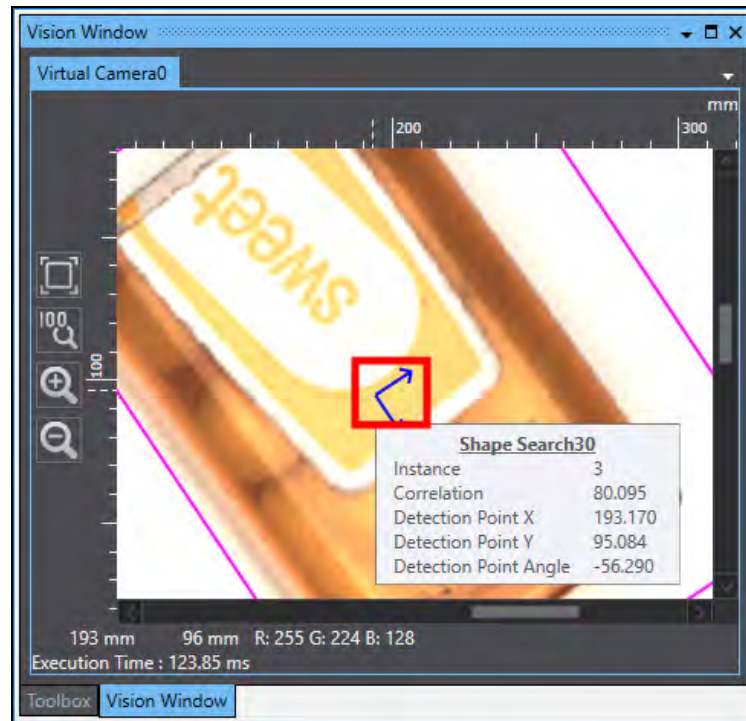 Vision Window
Virtual Camera0
mm
200
300
sweet
100
100
Shape Search30
Instance 3
Correlation 80.095
Detection Point X 193.170
Detection Point Y 95.084
Detection Point Angle -56.290
193 mm 96 mm R: 255 G: 224 B: 128
Execution Time : 123.85 ms
Toolbox Vision Window